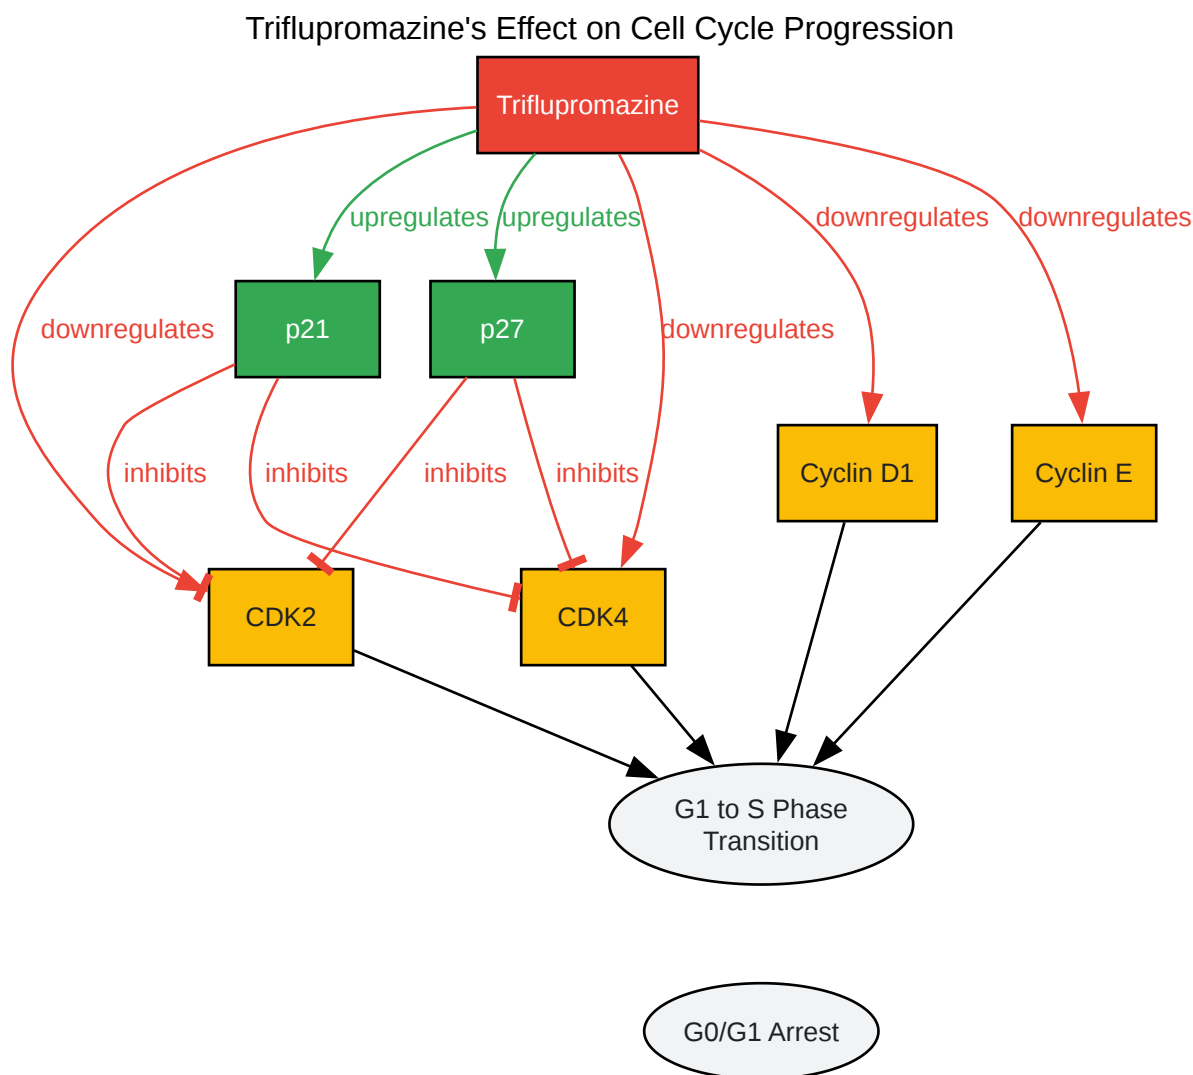 Triflupromazine's Effect on Cell Cycle Progression
Triflupromazine
upregulates
upregulates
downregulates
downregulates
downregulates
p21
p27
downregulates
inhibits
inhibits
inhibits
inhibits
Cyclin D1
Cyclin E
CDK2
CDK4
G1 to S Phase
Transition
G0/G1 Arrest